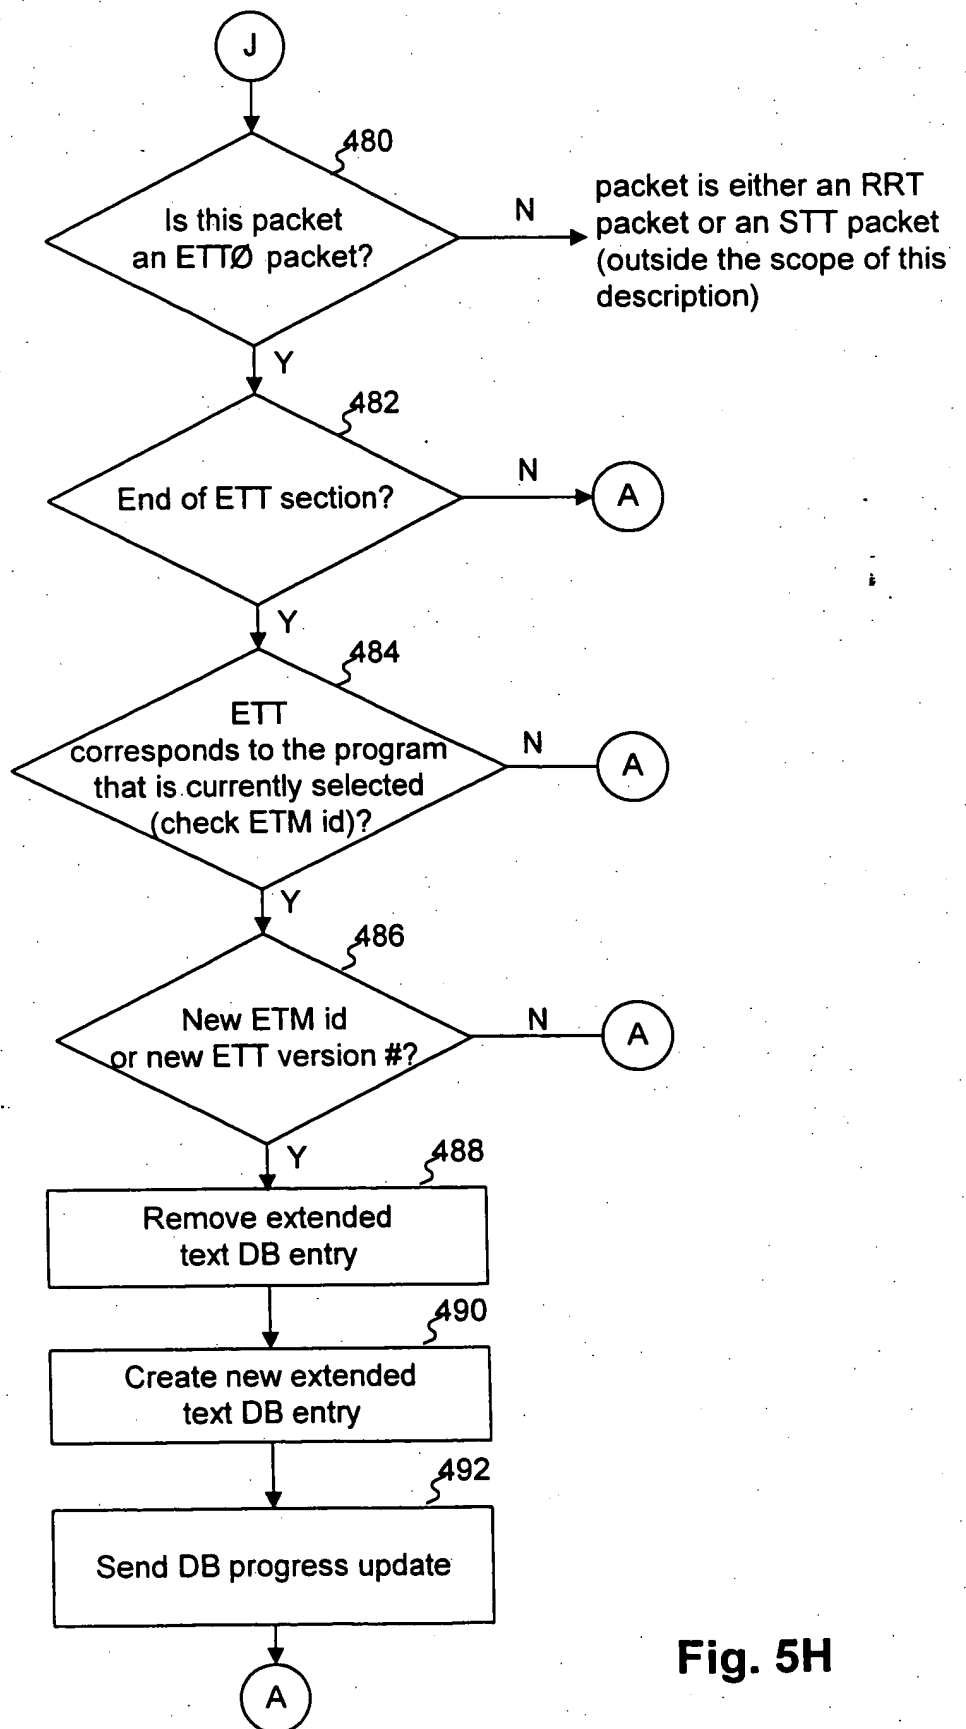 J
480
Is this packet
an ETTØ packet?
N
packet is either an RRT
packet or an STT packet
(outside the scope of this
description)
Y
482
End of ETT section?
N
A
Y
484
ETT
corresponds to the program
that is currently selected
(check ETM id)?
N
A
Y
486
New ETM id
or new ETT version #?
N
A
Y
488
Remove extended
text DB entry
490
Create new extended
text DB entry
492
Send DB progress update
A
Fig. 5H